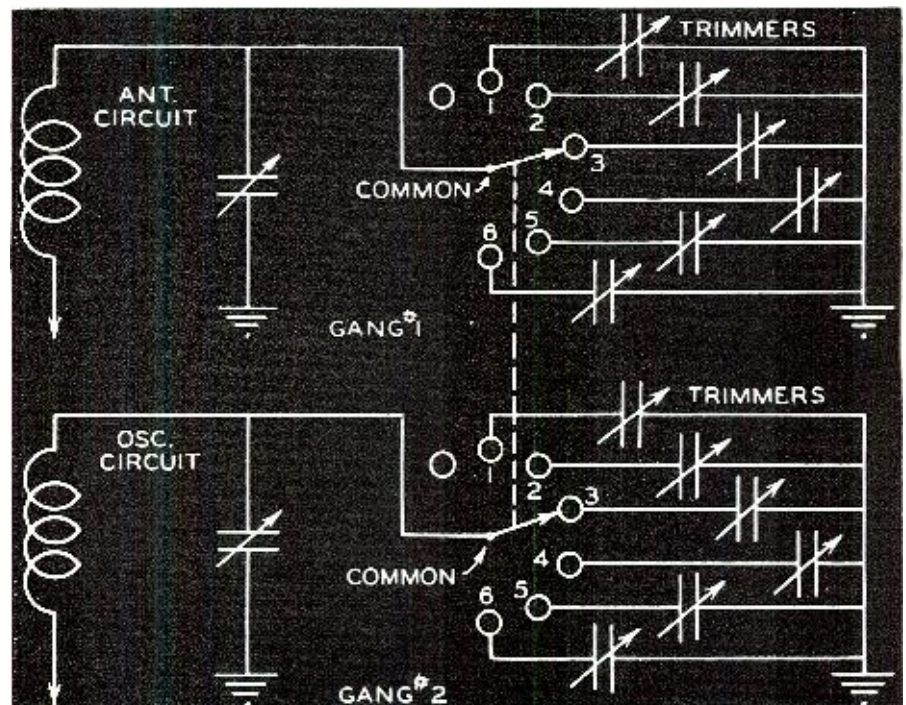 TRIMMERS
ANT.
CIRCUIT
1
2
3
COMMON
4
5
6
GANG #1
TRIMMERS
OSC.
CIRCUIT
1
2
3
COMMON
4
5
6
GANG #2